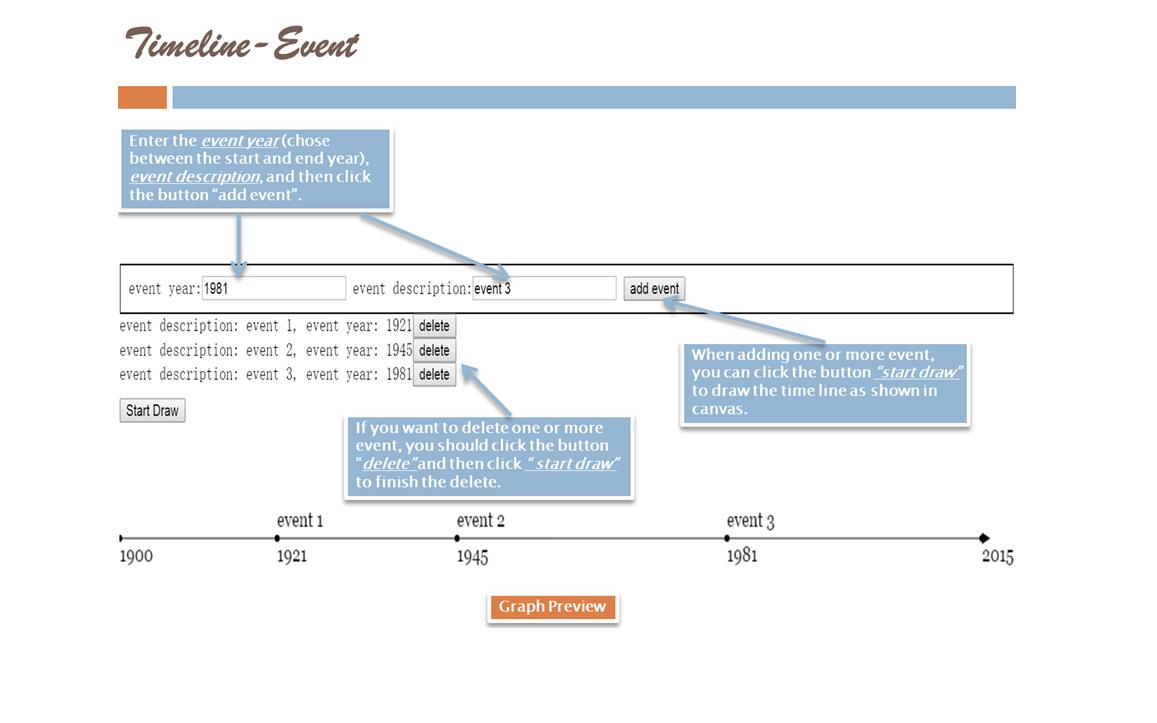 Timeline-Event
Enter the event year (chose
between the start and end year),
event description, and then click
the button “add event”.
event year: 1981 event description: event 3 add event
event description: event 1, event year: 1921 delete
event description: event 2, event year: 1945 delete
event description: event 3, event year: 1981 delete
When adding one or more event,
you can click the button “start draw”
to draw the time line as shown in
canvas.
Start Draw
If you want to delete one or more
event, you should click the button
“delete”and then click “ start draw”
to finish the delete.
event 1 event 2 event 3
1900 1921 1945 1981 2015
Graph Preview